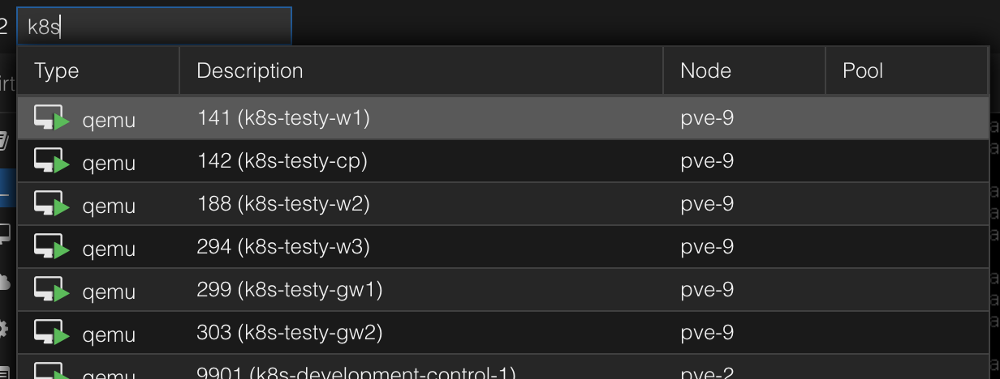 2 k8s
Type Description Node Pool
qemu 141 (k8s-testy-w1) pve-9
qemu 142 (k8s-testy-cp) pve-9
qemu 188 (k8s-testy-w2) pve-9
qemu 294 (k8s-testy-w3) pve-9
qemu 299 (k8s-testy-gw1) pve-9
qemu 303 (k8s-testy-gw2) pve-9
qemu 9901 (k8s-development-control-1) pve-2